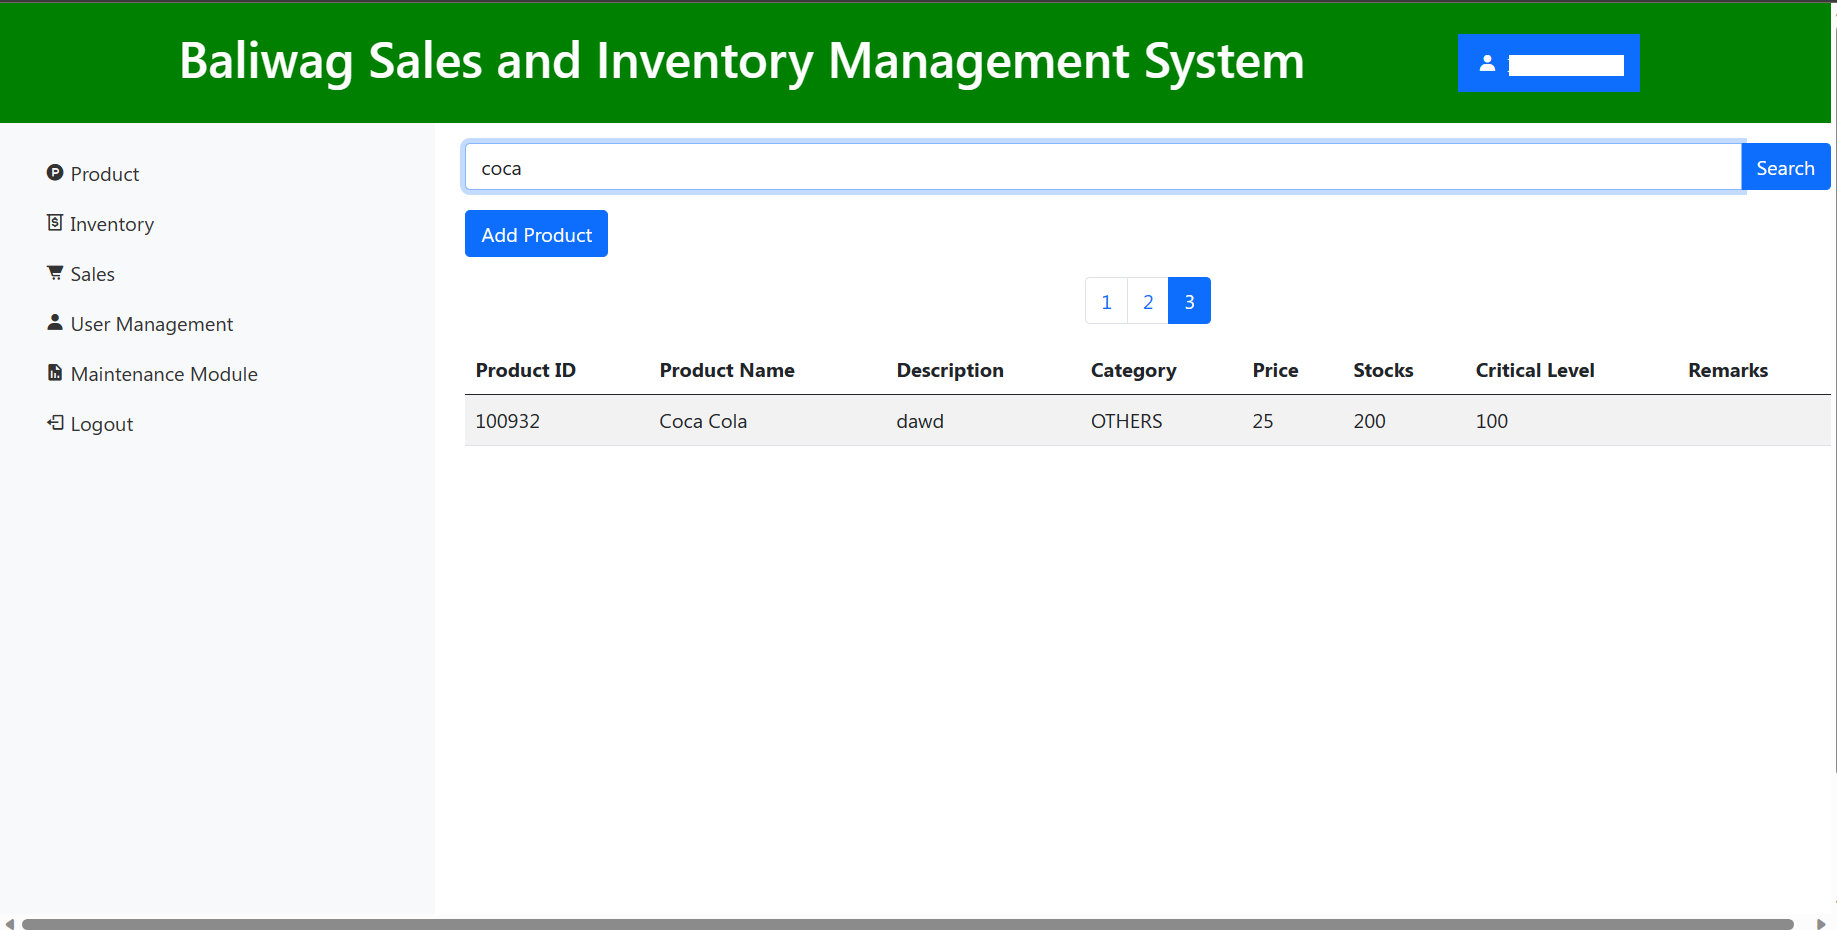 Baliwag Sales and Inventory Management System
Product
Inventory
Sales
User Management
Maintenance Module
Logout
coca
Search
Add Product
1 2 3
Product ID Product Name Description Category Price Stocks Critical Level Remarks
100932 Coca Cola dawd OTHERS 25 200 100